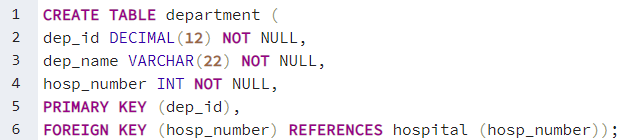 1 CREATE TABLE department (
2 dep_id DECIMAL(12) NOT NULL,
3 dep_name VARCHAR(22) NOT NULL,
4 hosp_number INT NOT NULL,
5 PRIMARY KEY (dep_id),
6 FOREIGN KEY (hosp_number) REFERENCES hospital (hosp_number));